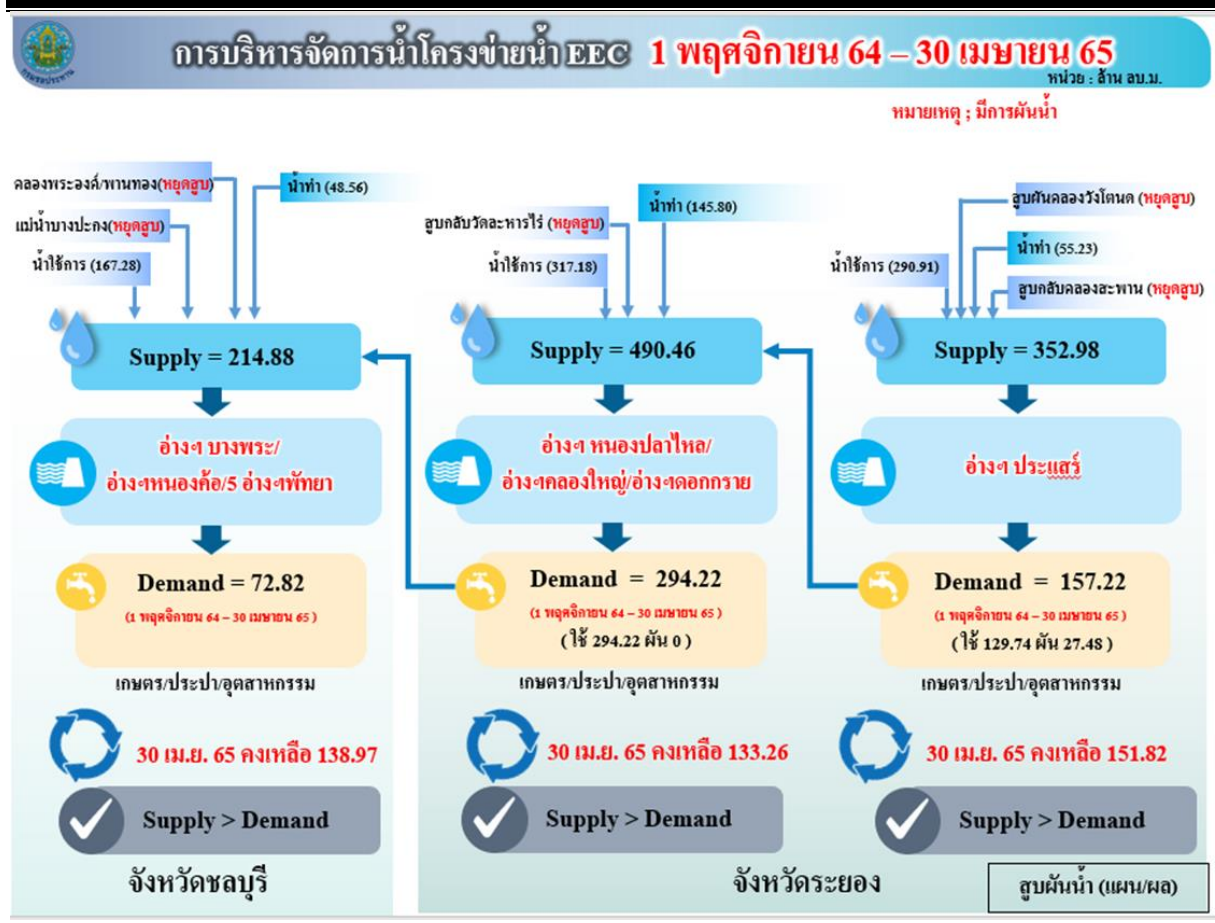 การบริหารจัดการน้ำโครงข่ายน้ำ EEC 1 พฤศจิกายน 64 – 30 เมษายน 65
หน่วย : ล้าน ลบ.ม.
หมายเหตุ ; มีการผันน้ำ
กรมชลประทาน
คลองพระองค์/พานทอง(หยุดสูบ)
น้ำท่า (48.56)
แม่น้ำบางปะกง(หยุดสูบ)
น้ำใช้การ (167.28)
Supply = 214.88
อ่างฯ บางพระ/
อ่างฯหนองค้อ/5 อ่างฯพัทยา
Demand = 72.82
(1 พฤศจิกายน 64 – 30 เมษายน 65 )
เกษตร/ประปา/อุตสาหกรรม
30 เม.ย. 65 คงเหลือ 138.97
Supply > Demand
จังหวัดชลบุรี
น้ำท่า (145.80)
สูบกลับวัดละหารไร่ (หยุดสูบ)
น้ำใช้การ (317.18)
Supply = 490.46
อ่างฯ หนองปลาไหล/
อ่างฯคลองใหญ่/อ่างฯดอกกราย
Demand = 294.22
(1 พฤศจิกายน 64 – 30 เมษายน 65 )
( ใช้ 294.22 ผัน 0 )
เกษตร/ประปา/อุตสาหกรรม
30 เม.ย. 65 คงเหลือ 133.26
Supply > Demand
สูบผันคลองวังโตนด (หยุดสูบ)
น้ำท่า (55.23)
น้ำใช้การ (290.91)
สูบกลับคลองสะพาน (หยุดสูบ)
Supply = 352.98
อ่างฯ ประแสร์
Demand = 157.22
(1 พฤศจิกายน 64 – 30 เมษายน 65 )
( ใช้ 129.74 ผัน 27.48 )
เกษตร/ประปา/อุตสาหกรรม
30 เม.ย. 65 คงเหลือ 151.82
Supply > Demand
จังหวัดระยอง
สูบผันน้ำ (แผน/ผล)